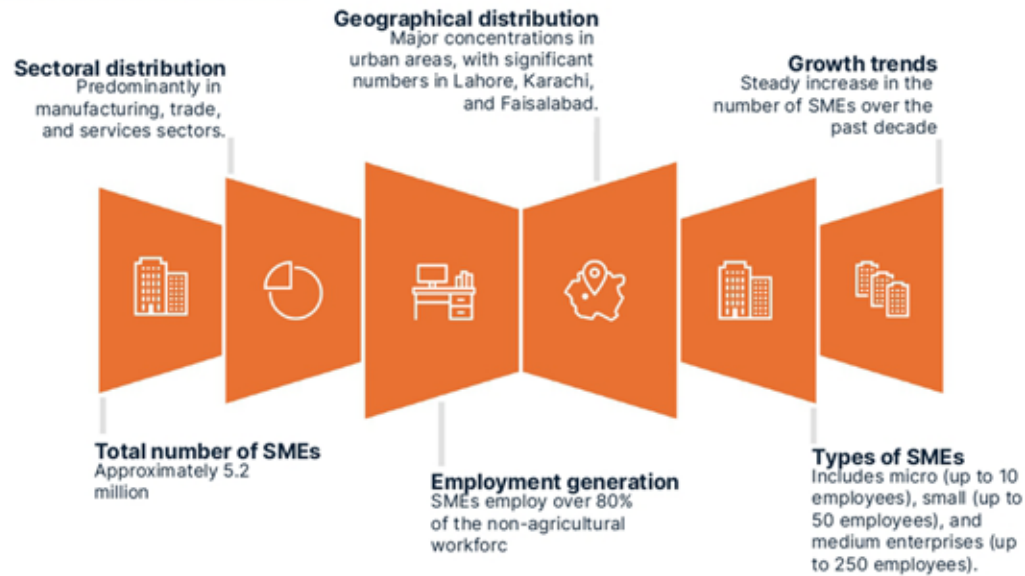 Sectoral distribution
Predominantly in
manufacturing, trade,
and services sectors.
Geographical distribution
Major concentrations in
urban areas, with significant
numbers in Lahore, Karachi,
and Faisalabad.
Growth trends
Steady increase in the
number of SMEs over the
past decade
Total number of SMEs
Approximately 5.2
million
Employment generation
SMEs employ over 80%
of the non-agricultural
workforc
Types of SMEs
Includes micro (up to 10
employees), small (up to
50 employees), and
medium enterprises (up
to 250 employees).